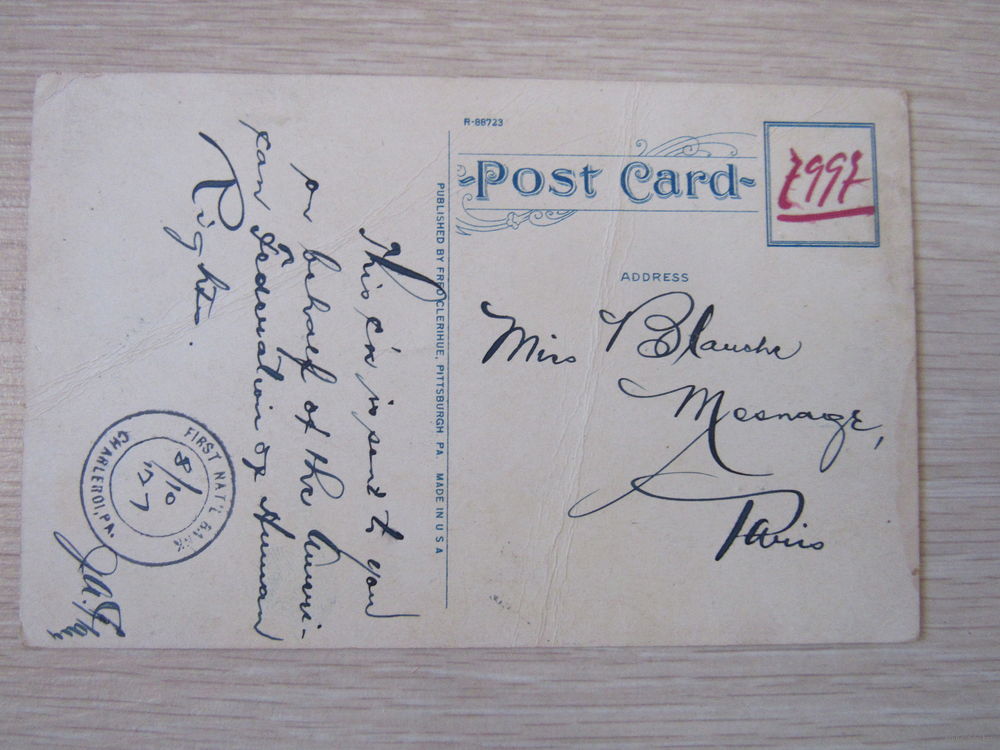 R-88723
Post Card
7997
ADDRESS
Miss Blanche
Mesnage,
Paris
PUBLISHED BY FRED CLERIHUE, PITTSBURGH PA. MADE IN U S A
This is sent to you
on behalf of the Ameri-
can Federation of Human
Rights.
FIRST NAT'L BANK
8/10
27
CHARLEROI, PA.